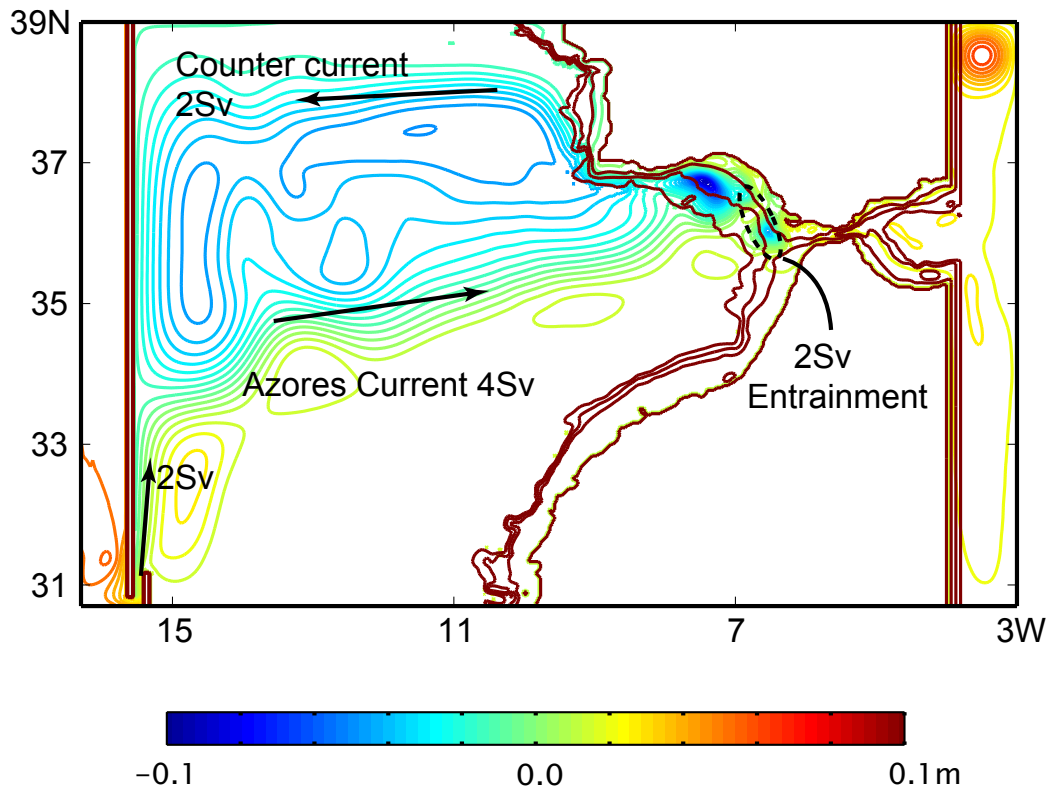 39N
Counter current
2Sv
37
35
2Sv
Azores Current 4Sv
Entrainment
33
2Sv
31
15
11
7
3W
−0.1
0.0
0.1m